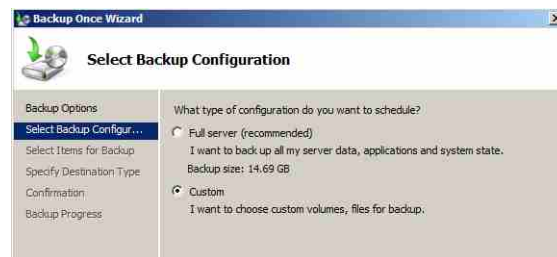 Backup Once Wizard
Select Backup Configuration
Backup Options
Select Backup Configur...
Select Items for Backup
Specify Destination Type
Confirmation
Backup Progress
What type of configuration do you want to schedule?
Full server (recommended)
I want to back up all my server data, applications and system state.
Backup size: 14.69 GB
Custom
I want to choose custom volumes, files for backup.